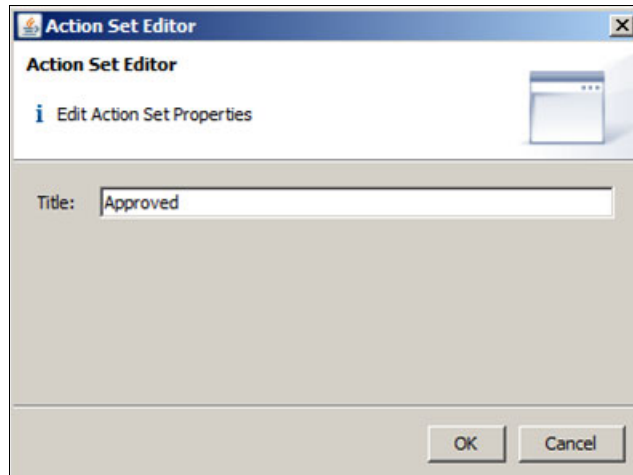 Action Set Editor
Action Set Editor
i Edit Action Set Properties
Title: Approved
OK Cancel